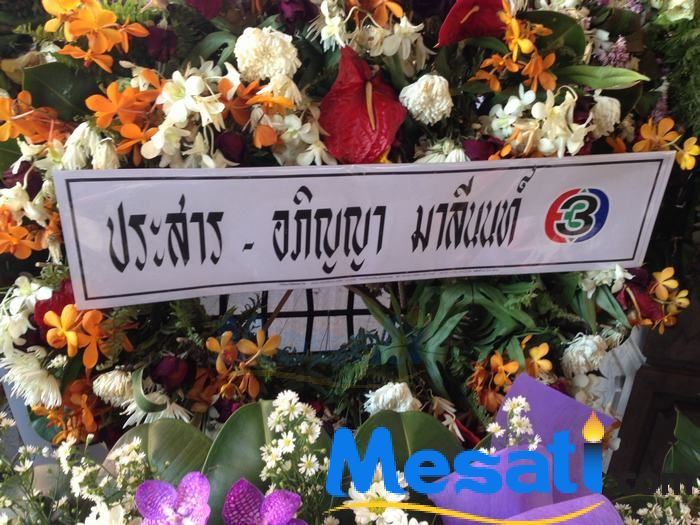 ประสาร - อภิญญา มาลีนนท์ 3
Mesati